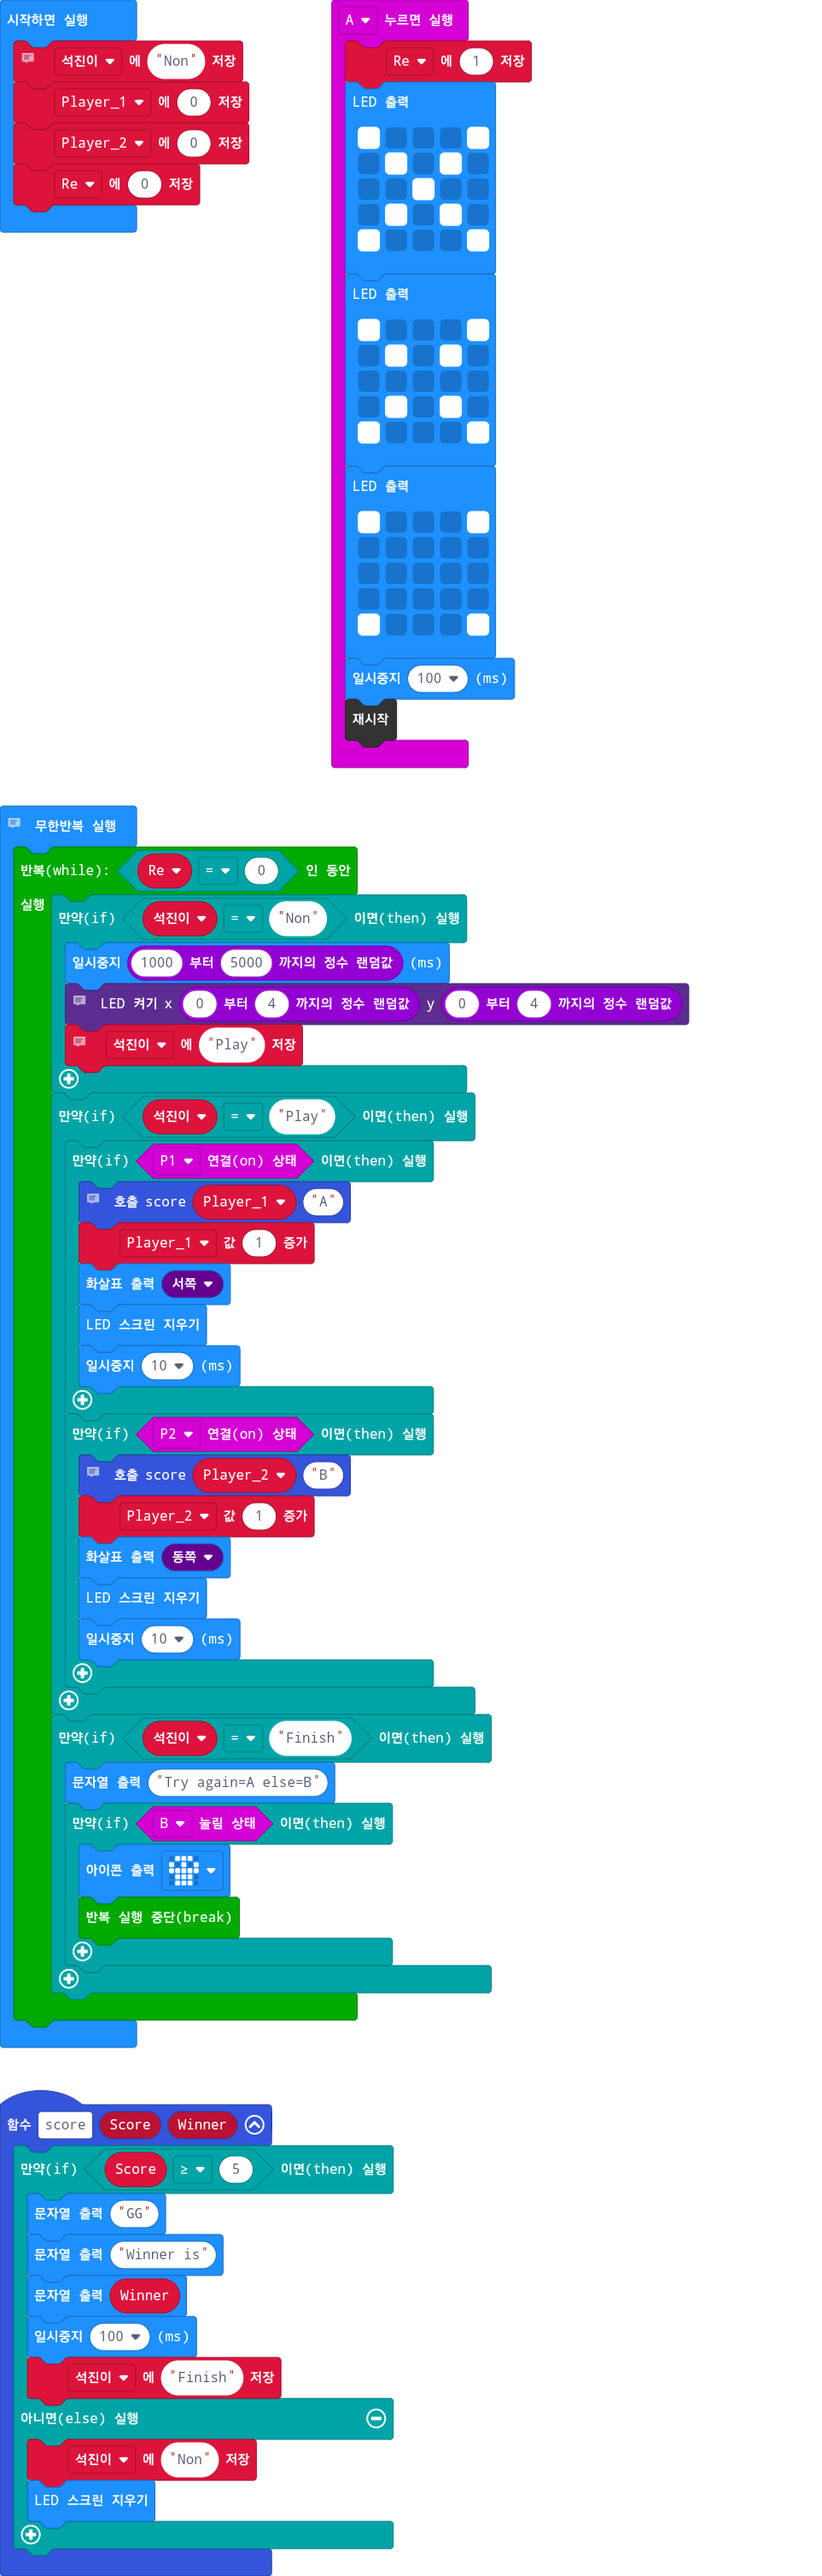 시작하면 실행
석진이 에 "Non" 저장
Player_1 에 0 저장
Player_2 에 0 저장
Re 에 0 저장
A 누르면 실행
Re 에 1 저장
LED 출력
LED 출력
LED 출력
일시중지 100 (ms)
재시작
무한반복 실행
반복(while): Re = 0 인 동안
실행
만약(if) 석진이 = "Non" 이면(then) 실행
일시중지 1000 부터 5000 까지의 정수 랜덤값 (ms)
LED 켜기 x 0 부터 4 까지의 정수 랜덤값 y 0 부터 4 까지의 정수 랜덤값
석진이 에 "Play" 저장
만약(if) 석진이 = "Play" 이면(then) 실행
만약(if) P1 연결(on) 상태 이면(then) 실행
호출 score Player_1 "A"
Player_1 값 1 증가
화살표 출력 서쪽
LED 스크린 지우기
일시중지 10 (ms)
만약(if) P2 연결(on) 상태 이면(then) 실행
호출 score Player_2 "B"
Player_2 값 1 증가
화살표 출력 동쪽
LED 스크린 지우기
일시중지 10 (ms)
만약(if) 석진이 = "Finish" 이면(then) 실행
문자열 출력 "Try again=A else=B"
만약(if) B 눌림 상태 이면(then) 실행
아이콘 출력
반복 실행 중단(break)
함수 score Score Winner
만약(if) Score ≥ 5 이면(then) 실행
문자열 출력 "GG"
문자열 출력 "Winner is"
문자열 출력 Winner
일시중지 100 (ms)
석진이 에 "Finish" 저장
아니면(else) 실행
석진이 에 "Non" 저장
LED 스크린 지우기